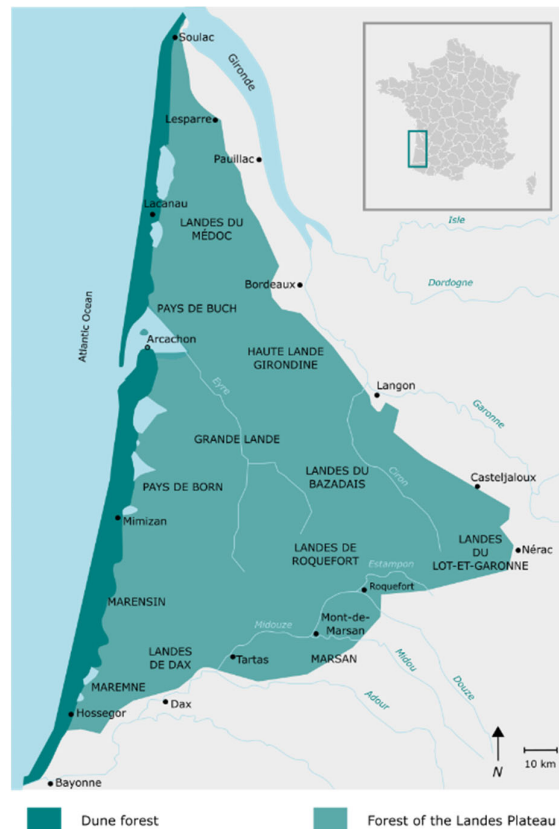 Soulac
Gironde
Lesparre
Pauillac
Isle
Lacanau
LANDES DU
MÉDOC
Dordogne
Bordeaux
PAYS DE BUCH
Atlantic Ocean
Arcachon
HAUTE LANDE
GIRONDINE
Eyre
Langon
Garonne
GRANDE LANDE
LANDES DU
BAZADAIS
Ciron
Casteljaloux
PAYS DE BORN
Mimizan
LANDES DE
ROQUEFORT
LANDES
DU
LOT-ET-GARONNE
Nérac
Estampon
Roquefort
MARENSIN
Midouze
Mont-de-
Marsan
LANDES
DE DAX
Tartas
MARSAN
Midou
Douze
MAREMNE
Dax
Adour
Hossegor
N
10 km
Bayonne
Dune forest
Forest of the Landes Plateau